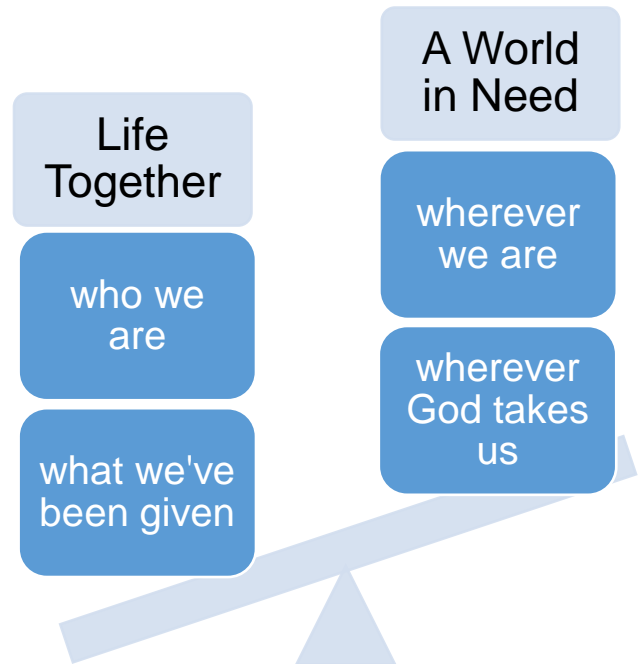 Life
Together
who we
are
what we've
been given
A World
in Need
wherever
we are
wherever
God takes
us